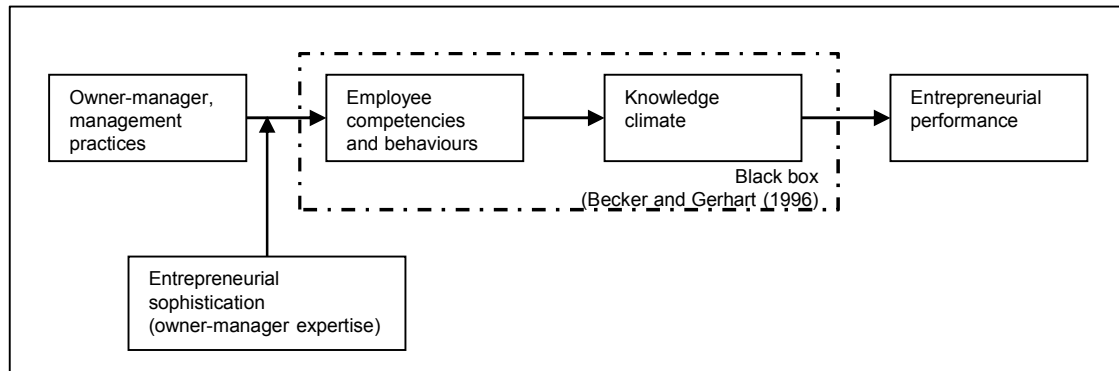 Owner-manager,
management
practices
Employee
competencies
and behaviours
Knowledge
climate
Entrepreneurial
performance
Black box
(Becker and Gerhart (1996)
Entrepreneurial
sophistication
(owner-manager expertise)